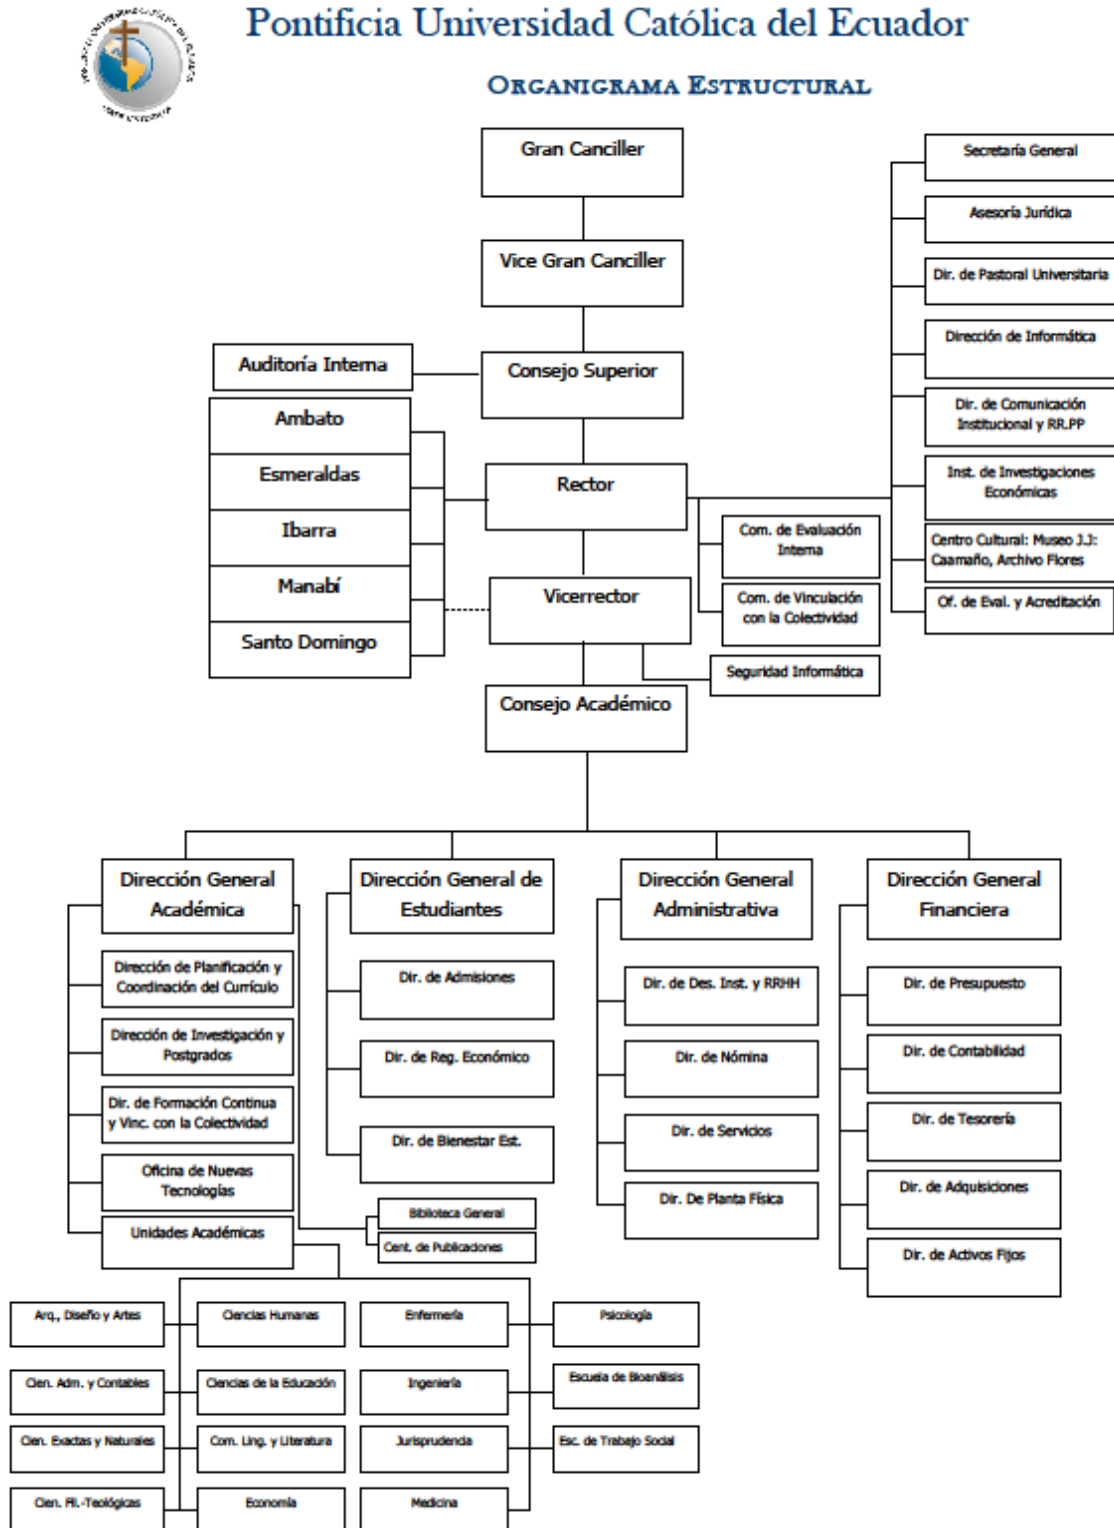 Pontificia Universidad Católica del Ecuador
ORGANIGRAMA ESTRUCTURAL
Gran Canciller
Vice Gran Canciller
Consejo Superior
Auditoría Interna
Ambato
Esmeraldas
Ibarra
Manabí
Santo Domingo
Rector
Vicerrector
Consejo Académico
Secretaría General
Asesoría Jurídica
Dir. de Pastoral Universitaria
Dirección de Informática
Dir. de Comunicación
Institucional y RR.PP
Inst. de Investigaciones
Económicas
Centro Cultural: Museo J.J:
Caamaño, Archivo Flores
Of. de Eval. y Acreditación
Com. de Evaluación
Interna
Com. de Vinculación
con la Colectividad
Seguridad Informática
Dirección General
Académica
Dirección de Planificación y
Coordinación del Currículo
Dirección de Investigación y
Postgrados
Dir. de Formación Continua
y Vinc. con la Colectividad
Oficina de Nuevas
Tecnologías
Unidades Académicas
Dirección General de
Estudiantes
Dir. de Admisiones
Dir. de Reg. Económico
Dir. de Bienestar Est.
Biblioteca General
Cent. de Publicaciones
Dirección General
Administrativa
Dir. de Des. Inst. y RRHH
Dir. de Nómina
Dir. de Servicios
Dir. De Planta Física
Dirección General
Financiera
Dir. de Presupuesto
Dir. de Contabilidad
Dir. de Tesorería
Dir. de Adquisiciones
Dir. de Activos Fijos
Arq., Diseño y Artes
Cien. Adm. y Contables
Cien. Exactas y Naturales
Cien. Fil.-Teológicas
Ciencias Humanas
Ciencias de la Educación
Com. Ling. y Literatura
Economía
Enfermería
Ingeniería
Jurisprudencia
Medicina
Psicología
Escuela de Bioanálisis
Esc. de Trabajo Social